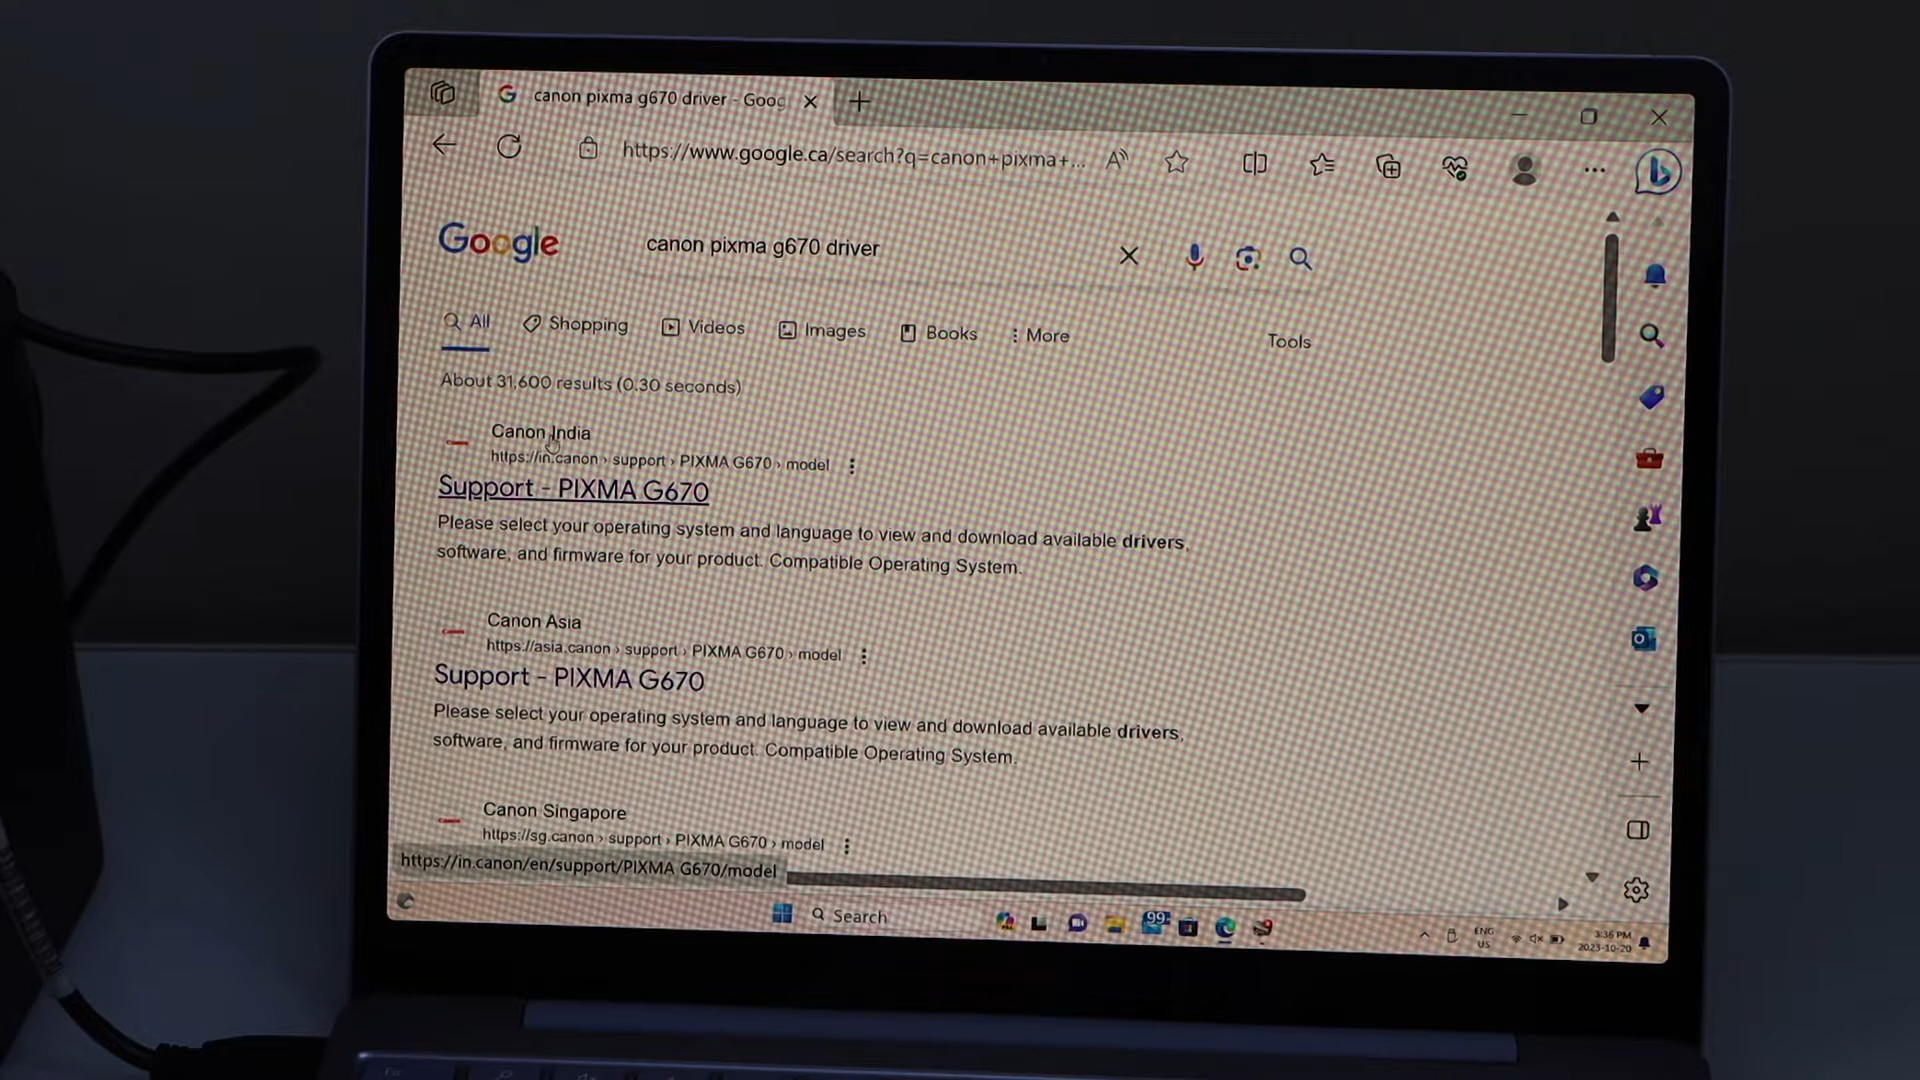 canon pixma g670 driver - Goog
https://www.google.ca/search?q=canon+pixma+...
Google
canon pixma g670 driver
All Shopping Videos Images Books More Tools
About 31,600 results (0.30 seconds)
Canon India
https://in.canon › support › PIXMA G670 › model
Support - PIXMA G670
Please select your operating system and language to view and download available drivers,
software, and firmware for your product. Compatible Operating System.
Canon Asia
https://asia.canon › support › PIXMA G670 › model
Support - PIXMA G670
Please select your operating system and language to view and download available drivers,
software, and firmware for your product. Compatible Operating System.
Canon Singapore
https://sg.canon › support › PIXMA G670 › model
https://in.canon/en/support/PIXMA G670/model
Search
99+
ENG
US
3:36 PM
2023-10-20